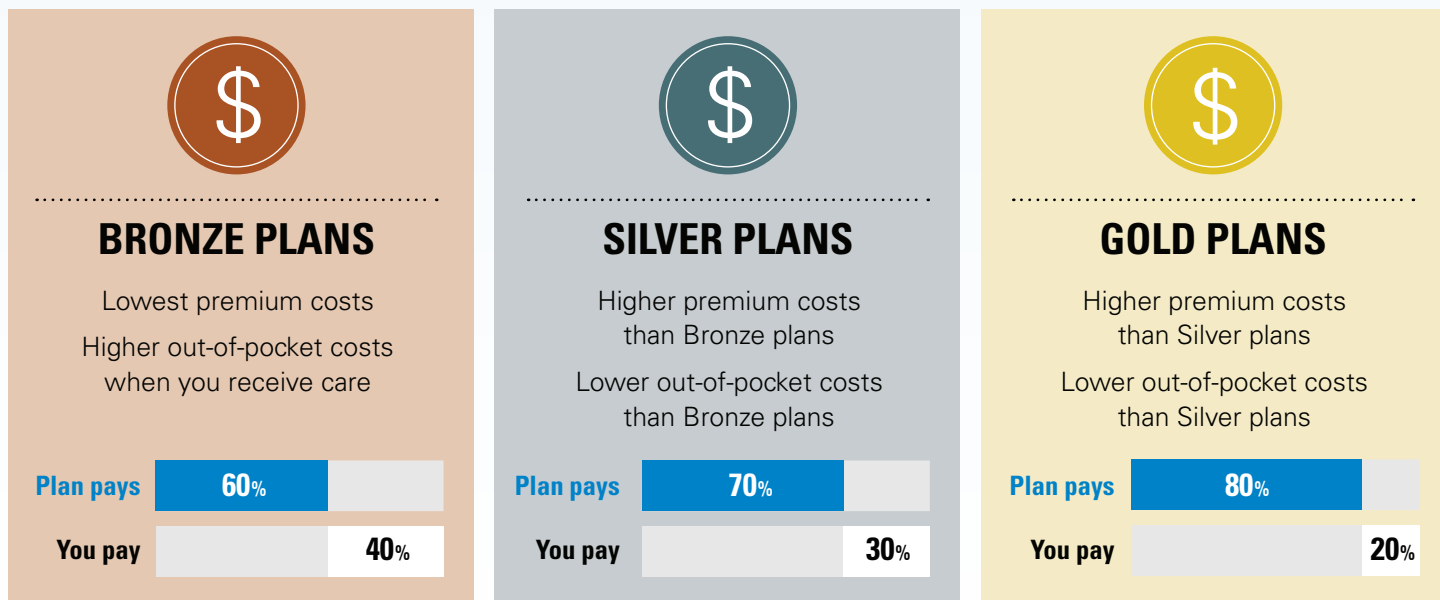 $
BRONZE PLANS
Lowest premium costs
Higher out-of-pocket costs
when you receive care
Plan pays 60%
You pay 40%
$
SILVER PLANS
Higher premium costs
than Bronze plans
Lower out-of-pocket costs
than Bronze plans
Plan pays 70%
You pay 30%
$
GOLD PLANS
Higher premium costs
than Silver plans
Lower out-of-pocket costs
than Silver plans
Plan pays 80%
You pay 20%